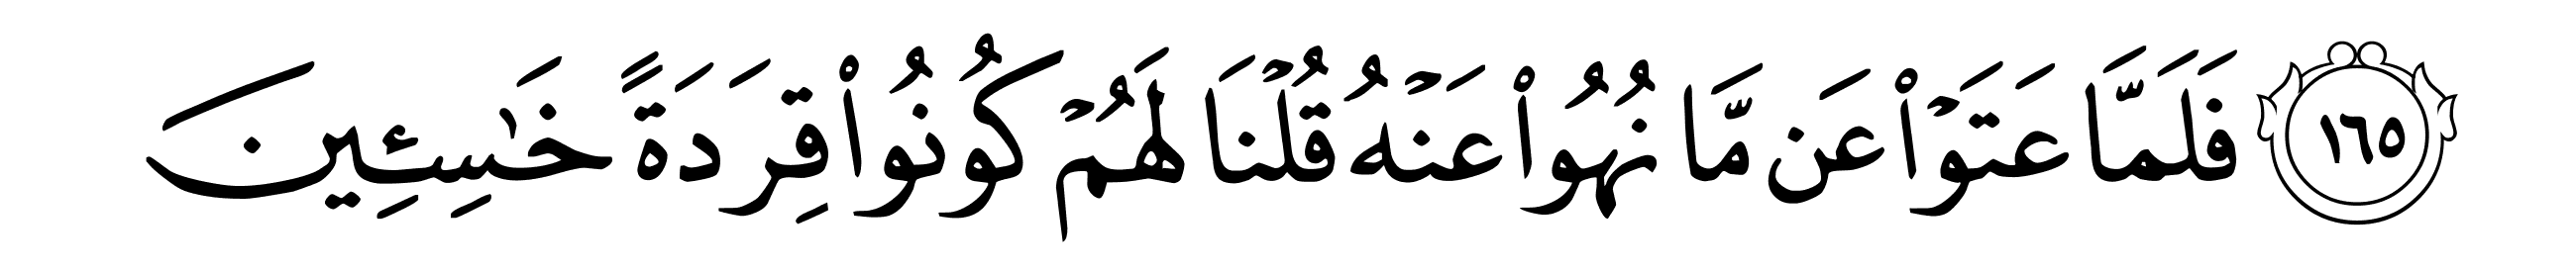 ١٦٥ فَلَمَّا عَتَوْا۟ عَن مَّا نُهُوا۟ عَنْهُ قُلْنَا لَهُمْ كُونُوا۟ قِرَدَةً خَـٰسِـِٔينَ